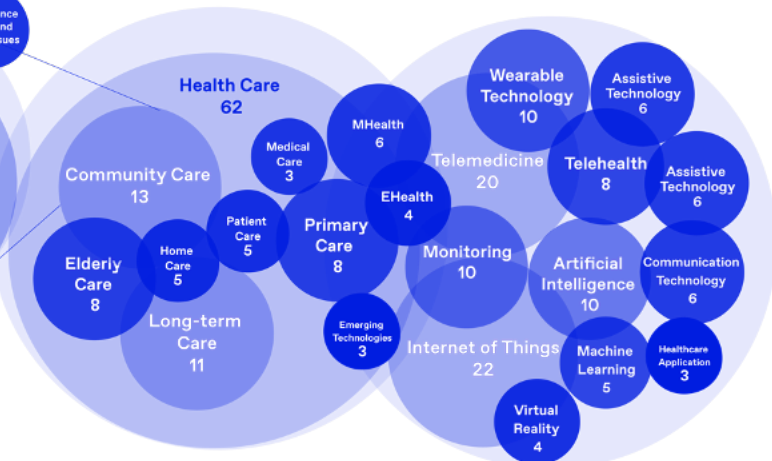 nce
nd
sues
Health Care
62
Community Care
13
Elderly
Care
8
Home
Care
5
Long-term
Care
11
Patient
Care
5
Medical
Care
3
Primary
Care
8
MHealth
6
EHealth
4
Emerging
Technologies
3
Telemedicine
20
Monitoring
10
Internet of Things
22
Wearable
Technology
10
Assistive
Technology
6
Telehealth
8
Assistive
Technology
6
Artificial
Intelligence
10
Communication
Technology
6
Machine
Learning
5
Healthcare
Application
3
Virtual
Reality
4